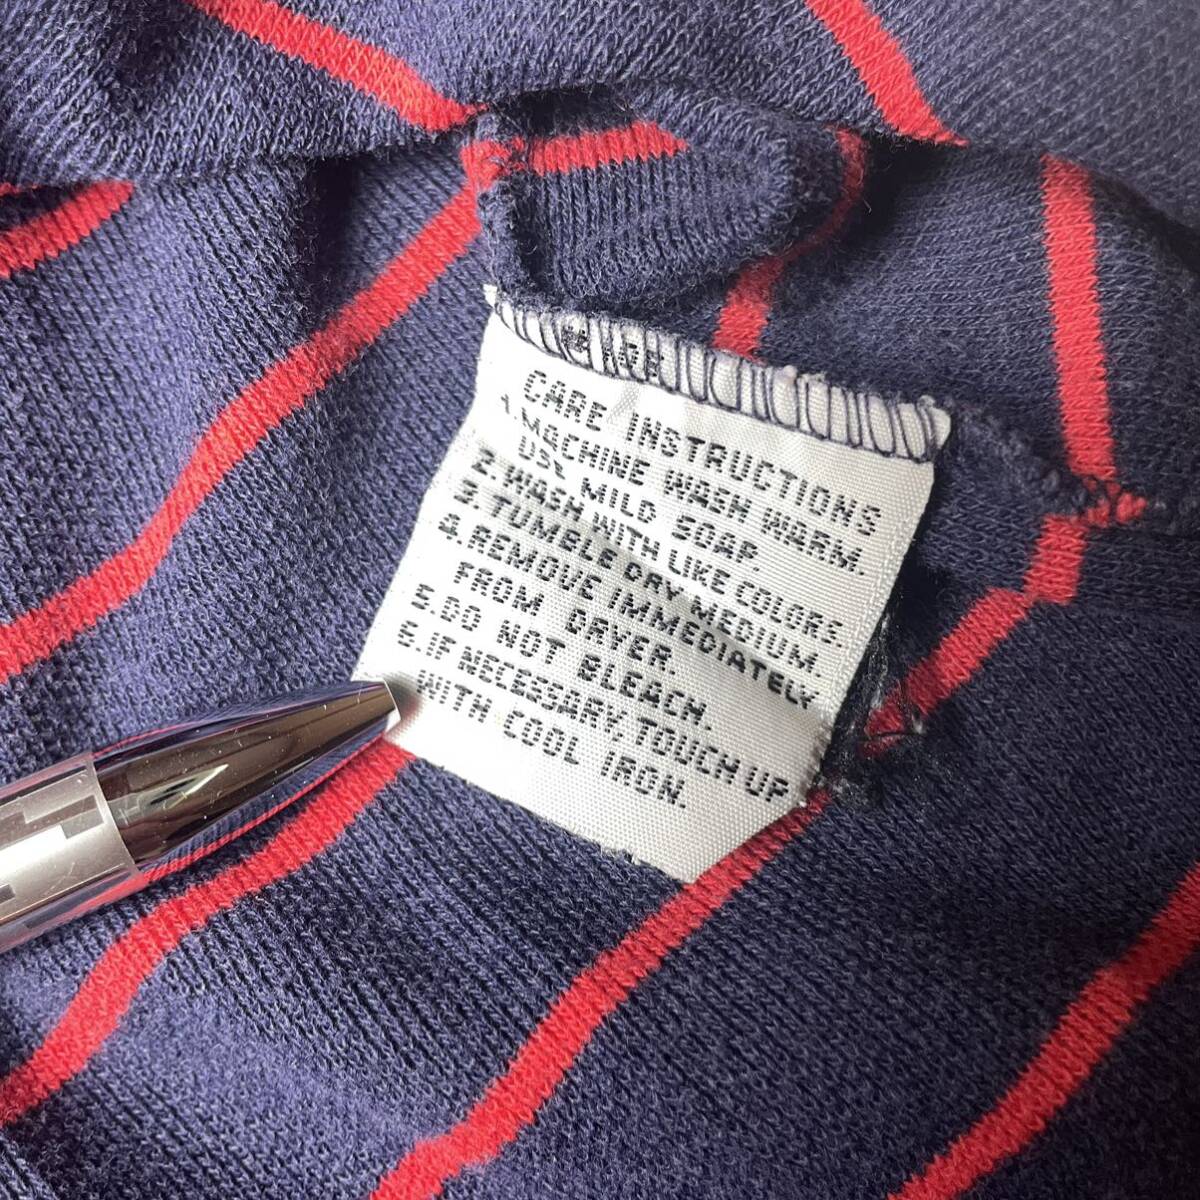 CARE INSTRUCTIONS
1. MACHINE WASH WARM.
USE MILD SOAP.
2. WASH WITH LIKE COLORS.
3. TUMBLE DRY MEDIUM.
4. REMOVE IMMEDIATELY
FROM DRYER.
5. DO NOT BLEACH.
6. IF NECESSARY, TOUCH UP
WITH COOL IRON.